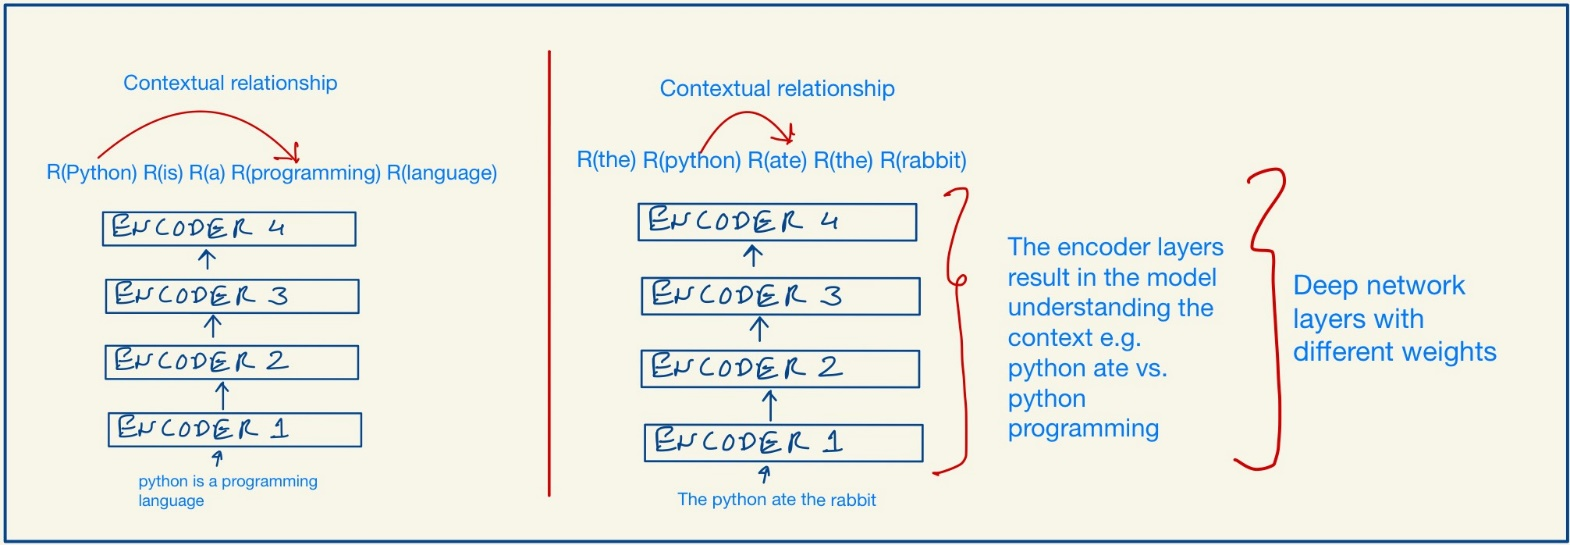 Contextual relationship
R(Python) R(is) R(a) R(programming) R(language)
ENCODER 4
ENCODER 3
ENCODER 2
ENCODER 1
python is a programming
language
Contextual relationship
R(the) R(python) R(ate) R(the) R(rabbit)
ENCODER 4
ENCODER 3
ENCODER 2
ENCODER 1
The python ate the rabbit
The encoder layers
result in the model
understanding the
context e.g.
python ate vs.
python
programming
Deep network
layers with
different weights